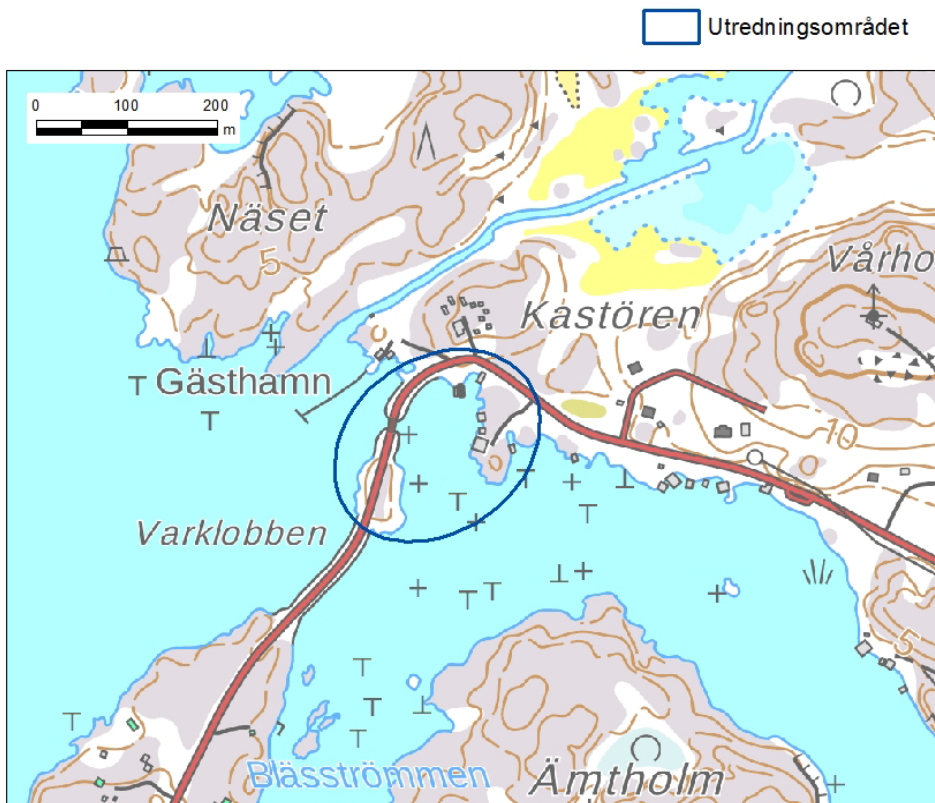 Utredningsområdet
0 100 200
m
Näset
5
Vårho
Kastören
Gästhamn
10
Varklobben
5
Bläsströmmen
Ämtholm